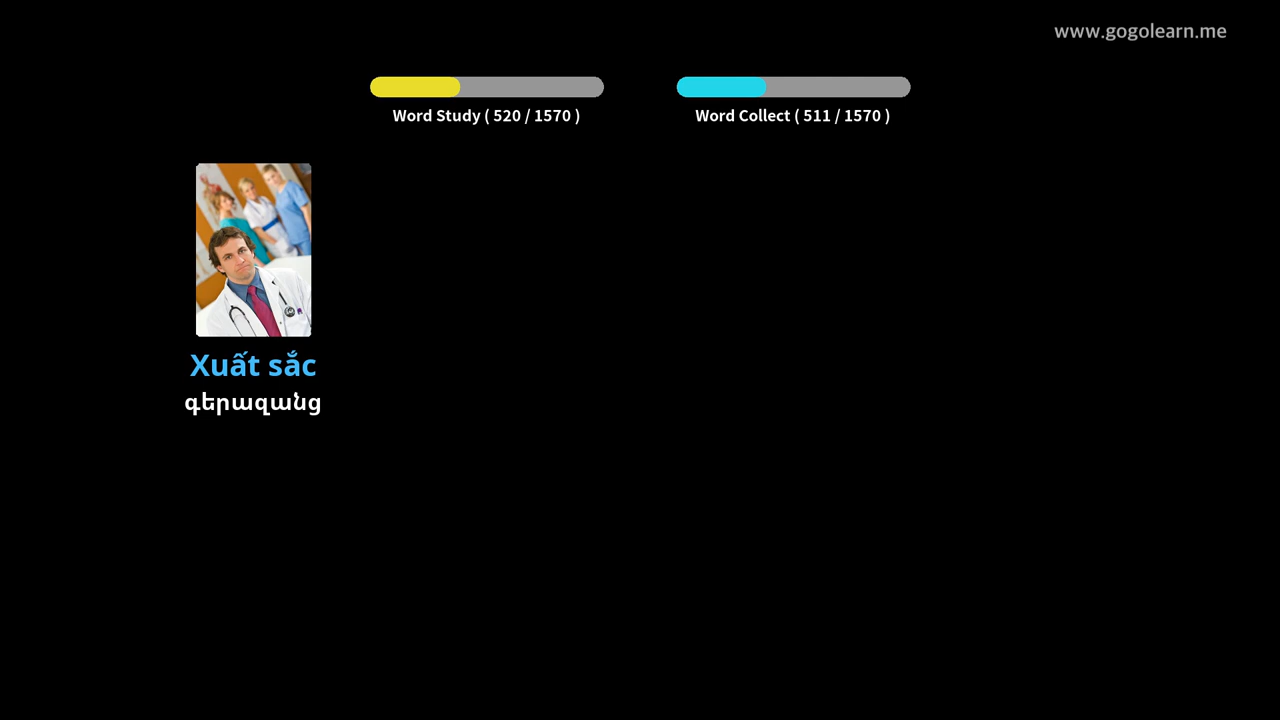 www.gogolearn.me
Word Study ( 520 / 1570 )
Word Collect ( 511 / 1570 )
Xuất sắc
գերազանց